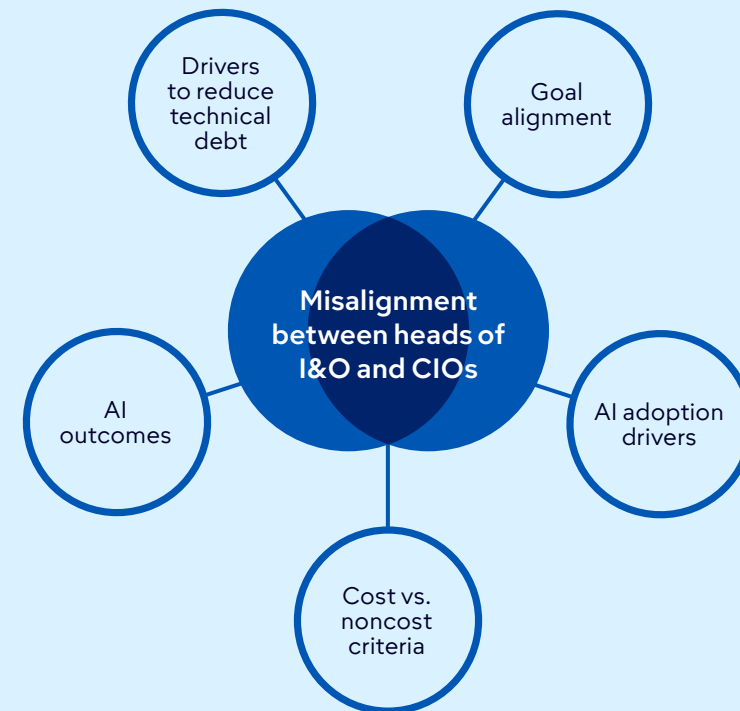 Drivers
to reduce
technical
debt
Goal
alignment
Misalignment
between heads of
I&O and CIOs
AI
outcomes
AI adoption
drivers
Cost vs.
noncost
criteria